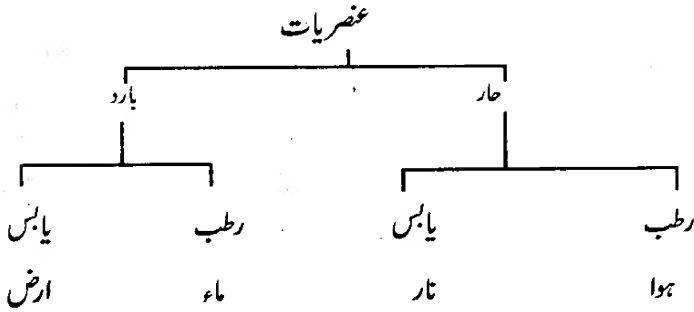 عنصریات
حار بارد
رطب یابس رطب یابس
ہوا نار ماء ارض